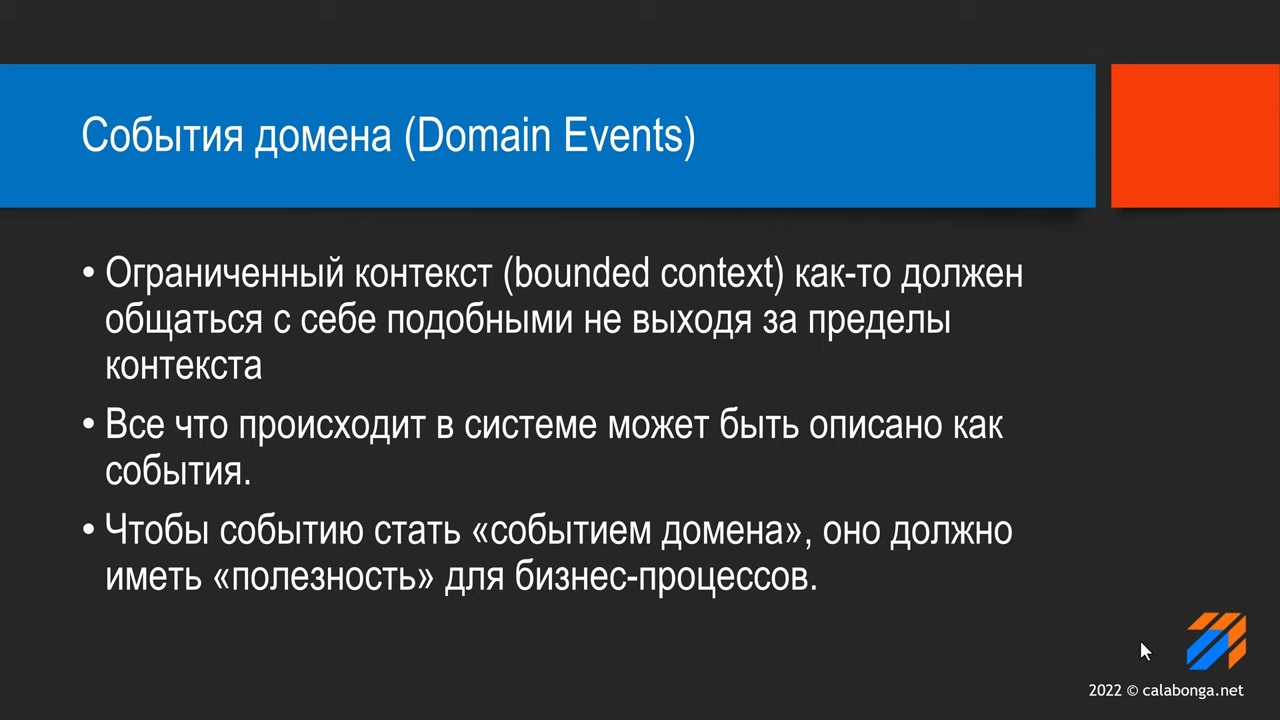 События домена (Domain Events)
• Ограниченный контекст (bounded context) как-то должен
общаться с себе подобными не выходя за пределы
контекста
• Все что происходит в системе может быть описано как
события.
• Чтобы событию стать «событием домена», оно должно
иметь «полезность» для бизнес-процессов.
2022 © calabonga.net